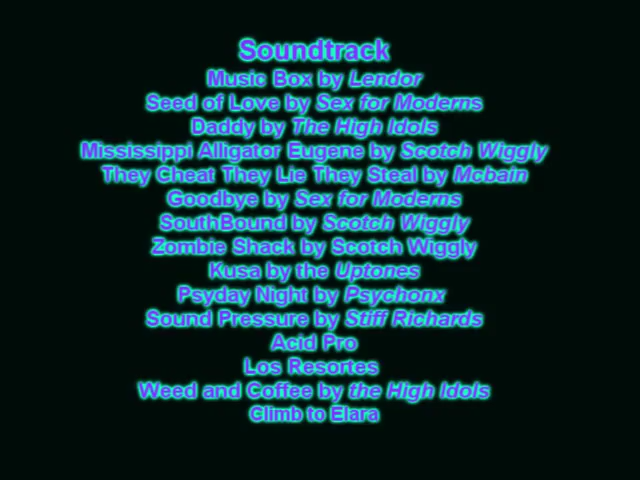 Soundtrack
Music Box by Lendor
Seed of Love by Sex for Moderns
Daddy by The High Idols
Mississippi Alligator Eugene by Scotch Wiggly
They Cheat They Lie They Steal by Mcbain
Goodbye by Sex for Moderns
SouthBound by Scotch Wiggly
Zombie Shack by Scotch Wiggly
Kusa by the Uptones
Psyday Night by Psychonx
Sound Pressure by Stiff Richards
Acid Pro
Los Resortes
Weed and Coffee by the High Idols
Climb to Elara